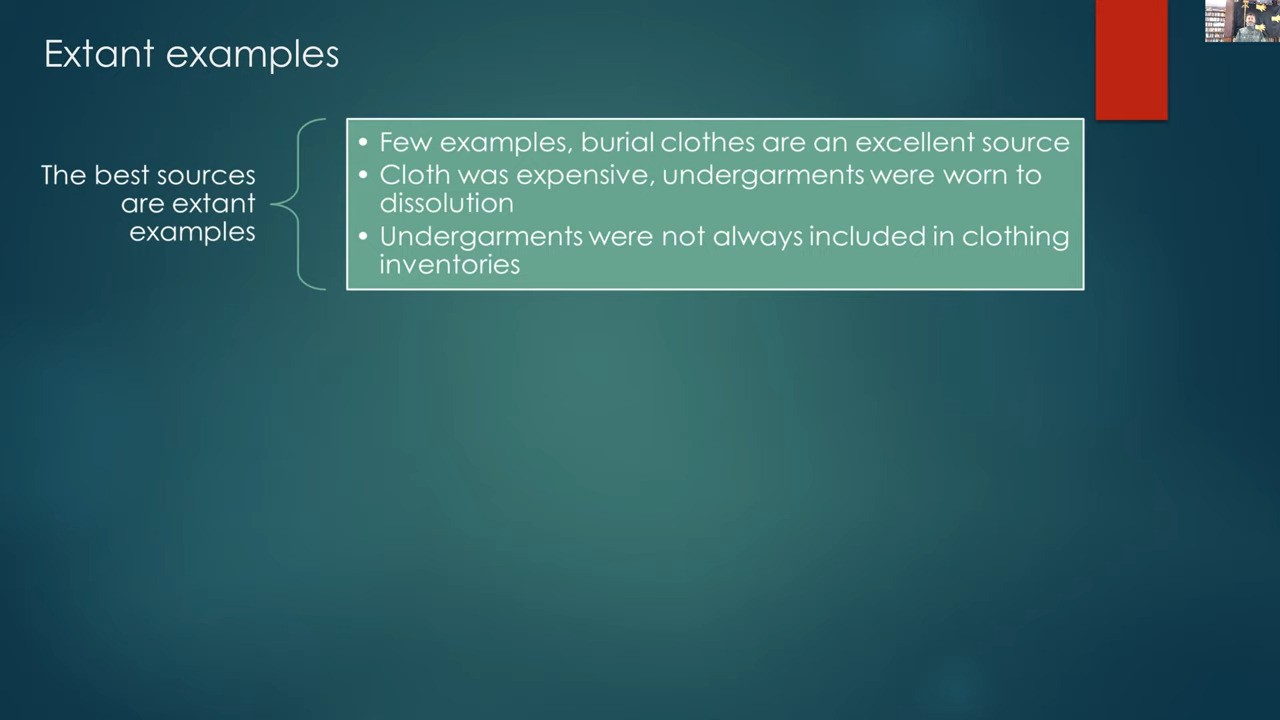 Extant examples
The best sources
are extant
examples
• Few examples, burial clothes are an excellent source
• Cloth was expensive, undergarments were worn to
dissolution
• Undergarments were not always included in clothing
inventories